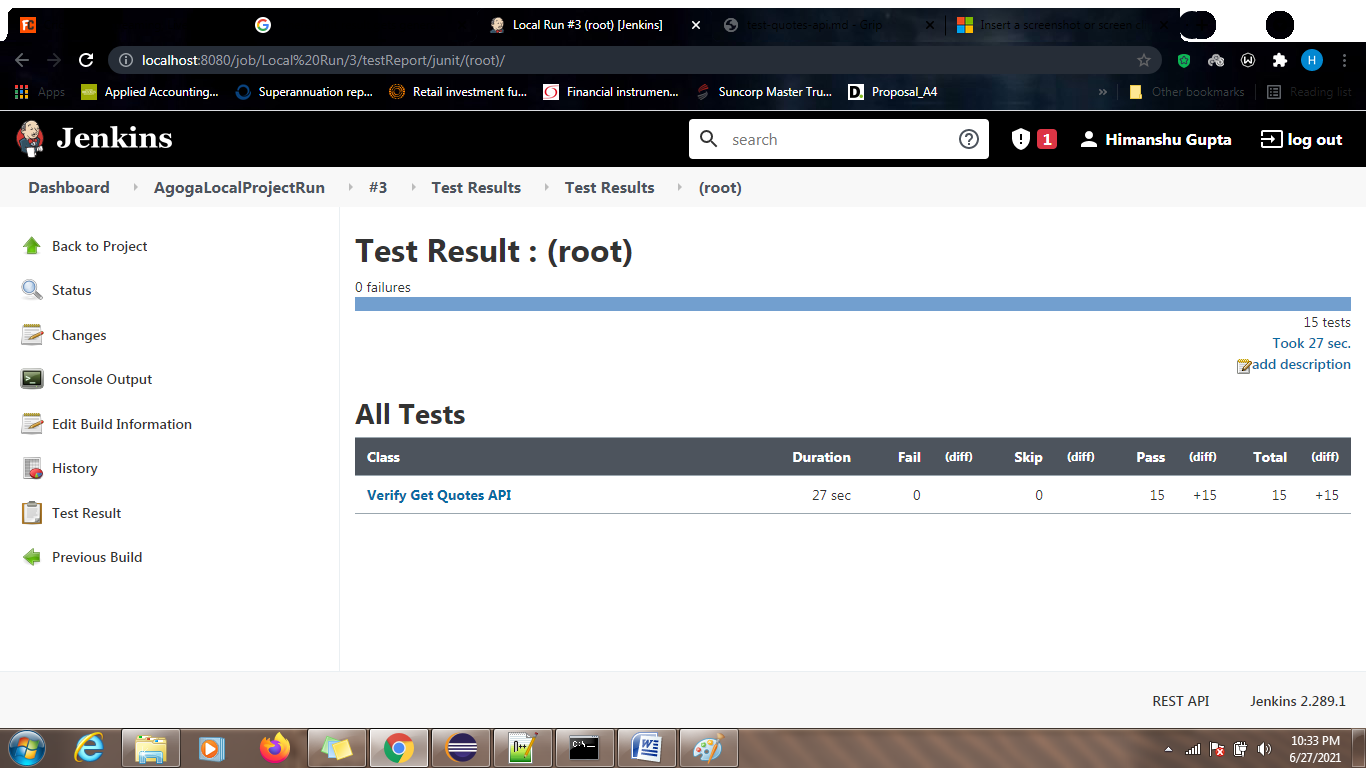 Local Run #3 (root) [Jenkins]
test-quotes-api.md - Grip
Insert a screenshot or screen
localhost:8080/job/Local%20Run/3/testReport/junit/(root)/
H
Apps
Applied Accounting...
Superannuation rep...
Retail investment fu...
Financial instrumen...
Suncorp Master Tru...
Proposal_A4
»
Other bookmarks
Reading list
Jenkins
search
1
Himanshu Gupta
log out
Dashboard
AgogaLocalProjectRun
#3
Test Results
Test Results
(root)
Back to Project
Status
Changes
Console Output
Edit Build Information
History
Test Result
Previous Build
Test Result : (root)
0 failures
15 tests
Took 27 sec.
add description
All Tests
Class Duration Fail (diff) Skip (diff) Pass (diff) Total (diff)
Verify Get Quotes API 27 sec 0 0 15 +15 15 +15
REST API Jenkins 2.289.1
10:33 PM
6/27/2021